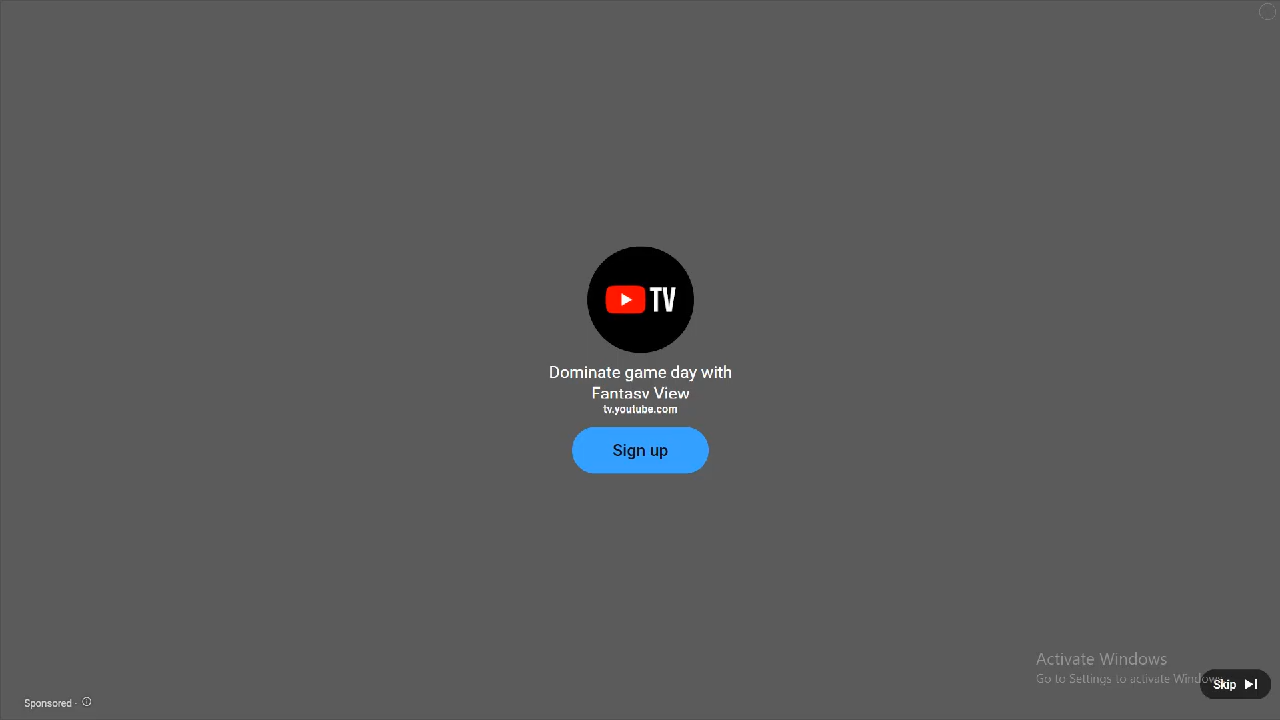 TV
Dominate game day with
Fantasy View
tv.youtube.com
Sign up
Activate Windows
Go to Settings to activate Windows.
Skip
Sponsored ·